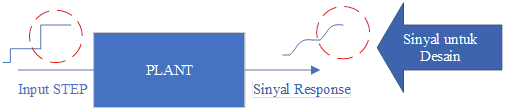 Input STEP
PLANT
Sinyal Response
Sinyal untuk
Desain